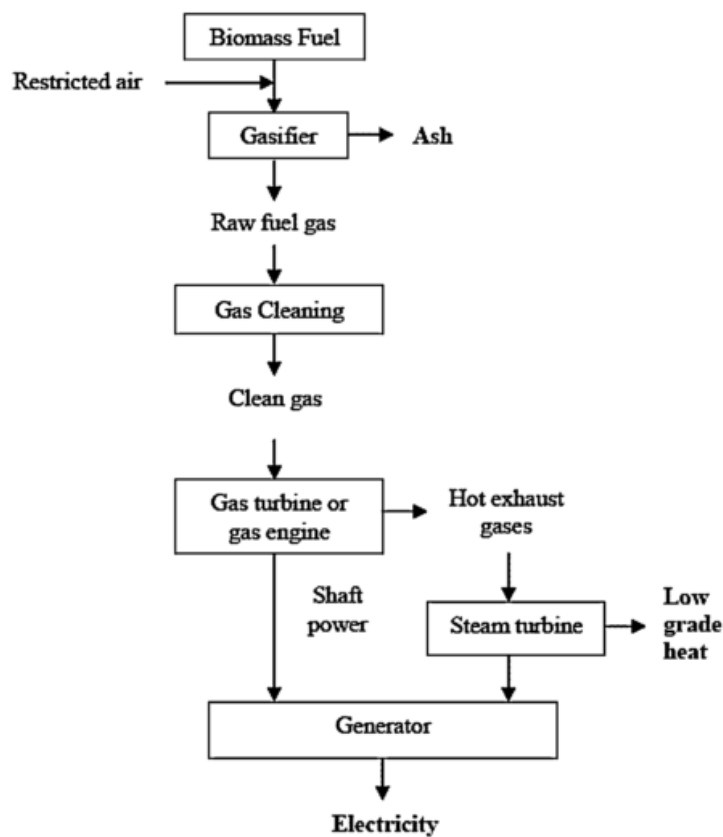 Biomass Fuel
Restricted air
Gasifier
Ash
Raw fuel gas
Gas Cleaning
Clean gas
Gas turbine or
gas engine
Hot exhaust
gases
Shaft
power
Steam turbine
Low
grade
heat
Generator
Electricity